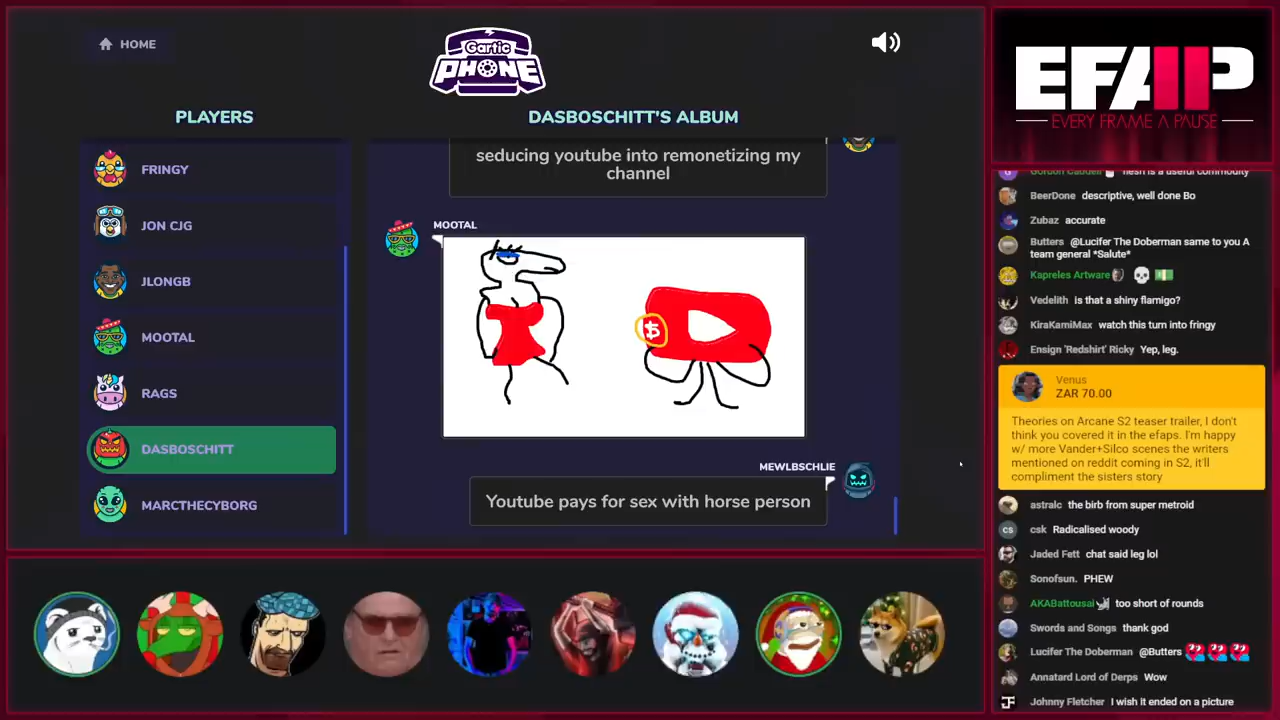 HOME
Gartic
PHONE
PLAYERS
FRINGY
JON CJG
JLONGB
MOOTAL
RAGS
DASBOSCHITT
MARCTHECYBORG
DASBOSCHITT'S ALBUM
seducing youtube into remonetizing my
channel
MOOTAL
$
MEWLBSCHLIE
Youtube pays for sex with horse person
EFAP
EVERY FRAME A PAUSE
Gordon Caddell flesh is a useful commodity
BeerDone descriptive, well done Bo
Zubaz accurate
Butters @Lucifer The Doberman same to you A
team general *Salute*
Kapreles Artware
Vedelith is that a shiny flamigo?
KiraKamiMax watch this turn into fringy
Ensign 'Redshirt' Ricky Yep, leg.
Venus
ZAR 70.00
Theories on Arcane S2 teaser trailer, I don't
think you covered it in the efaps. I'm happy
w/ more Vander+Silco scenes the writers
mentioned on reddit coming in S2, it'll
compliment the sisters story
astralc the birb from super metroid
cs csk Radicalised woody
Jaded Fett chat said leg lol
Sonofsun. PHEW
AKABattousai too short of rounds
Swords and Songs thank god
Lucifer The Doberman @Butters
Annatard Lord of Derps Wow
Johnny Fletcher I wish it ended on a picture